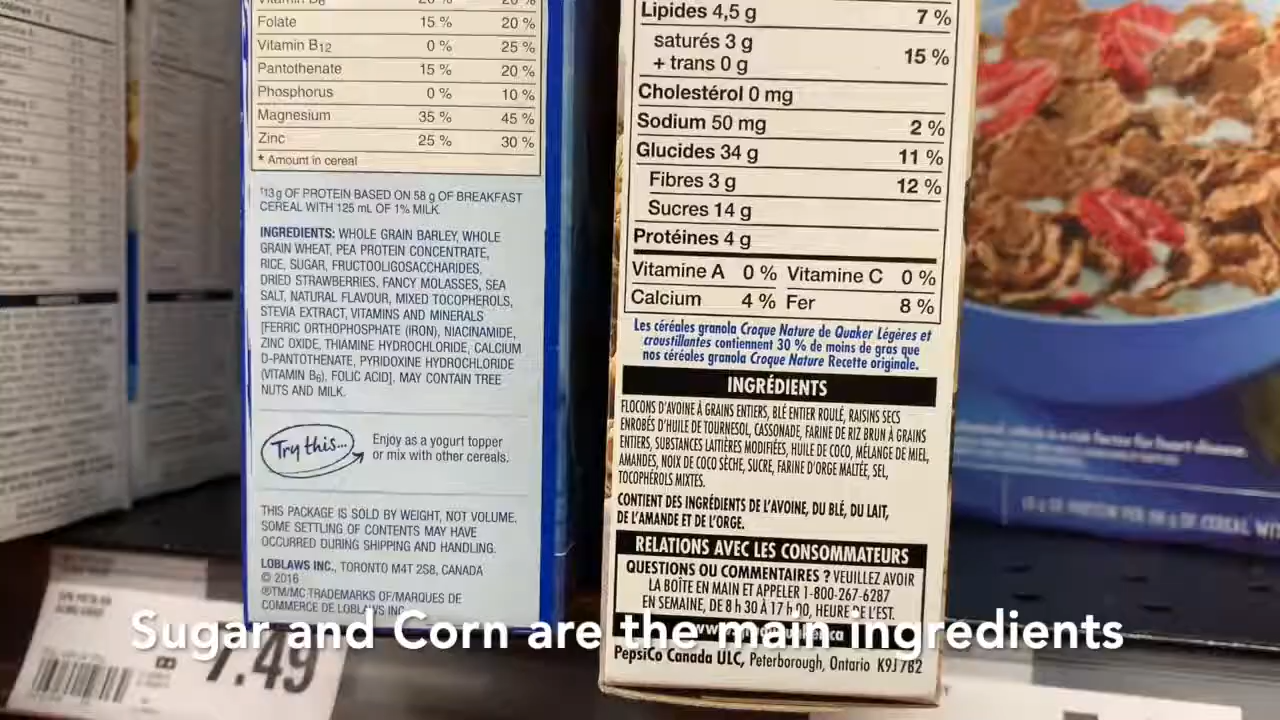 Folate 15 % 20 %
Vitamin B12 0 % 25 %
Pantothenate 15 % 20 %
Phosphorus 0 % 10 %
Magnesium 35 % 45 %
Zinc 25 % 30 %
* Amount in cereal
†13 g OF PROTEIN BASED ON 58 g OF BREAKFAST
CEREAL WITH 125 mL OF 1% MILK
INGREDIENTS: WHOLE GRAIN BARLEY, WHOLE
GRAIN WHEAT, PEA PROTEIN CONCENTRATE,
RICE, SUGAR, FRUCTOOLIGOSACCHARIDES,
DRIED STRAWBERRIES, FANCY MOLASSES, SEA
SALT, NATURAL FLAVOUR, MIXED TOCOPHEROLS,
STEVIA EXTRACT, VITAMINS AND MINERALS
[FERRIC ORTHOPHOSPHATE (IRON), NIACINAMIDE,
ZINC OXIDE, THIAMINE HYDROCHLORIDE, CALCIUM
D-PANTOTHENATE, PYRIDOXINE HYDROCHLORIDE
(VITAMIN B6), FOLIC ACID]. MAY CONTAIN TREE
NUTS AND MILK.
Try this...
Enjoy as a yogurt topper
or mix with other cereals.
THIS PACKAGE IS SOLD BY WEIGHT, NOT VOLUME.
SOME SETTLING OF CONTENTS MAY HAVE
OCCURRED DURING SHIPPING AND HANDLING.
LOBLAWS INC., TORONTO M4T 2S8, CANADA
© 2016
®TM/MC TRADEMARKS OF/MARQUES DE
COMMERCE DE LOBLAWS INC.
7.49
Lipides 4,5 g 7 %
saturés 3 g
+ trans 0 g 15 %
Cholestérol 0 mg
Sodium 50 mg 2 %
Glucides 34 g 11 %
Fibres 3 g 12 %
Sucres 14 g
Protéines 4 g
Vitamine A 0 % Vitamine C 0 %
Calcium 4 % Fer 8 %
Les céréales granola Croque Nature de Quaker Légères et
croustillantes contiennent 30 % de moins de gras que
nos céréales granola Croque Nature Recette originale.
INGRÉDIENTS
FLOCONS D'AVOINE À GRAINS ENTIERS, BLÉ ENTIER ROULÉ, RAISINS SECS
ENROBÉS D'HUILE DE TOURNESOL, CASSONADE, FARINE DE RIZ BRUN À GRAINS
ENTIERS, SUBSTANCES LAITIÈRES MODIFIÉES, HUILE DE COCO, MÉLANGE DE MIEL,
AMANDES, NOIX DE COCO SÈCHE, SUCRE, FARINE D'ORGE MALTÉE, SEL,
TOCOPHÉROLS MIXTES.
CONTIENT DES INGRÉDIENTS DE L'AVOINE, DU BLÉ, DU LAIT,
DE L'AMANDE ET DE L'ORGE.
RELATIONS AVEC LES CONSOMMATEURS
QUESTIONS OU COMMENTAIRES ? VEUILLEZ AVOIR
LA BOÎTE EN MAIN ET APPELER 1-800-267-6287
EN SEMAINE, DE 8 h 30 À 17 h 00, HEURE DE L'EST.
PepsiCo Canada ULC, Peterborough, Ontario K9J 7B2
Sugar and Corn are the main ingredients